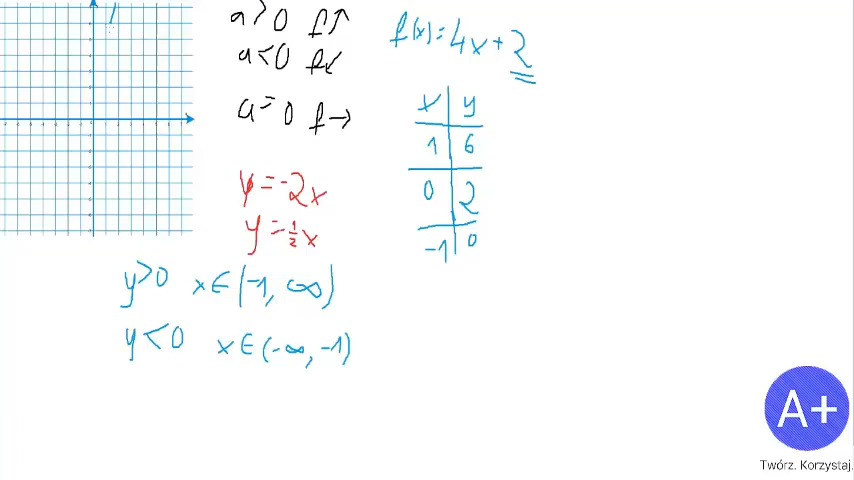 a > 0 f↑
a < 0 f↙
a = 0 f→
f(x) = 4x + 2
x y
1 6
0 2
-1 0
y = -2x
y = -½x
y > 0 x ∈ (-1, ∞)
y < 0 x ∈ (-∞, -1)
A+
Twórz. Korzystaj.